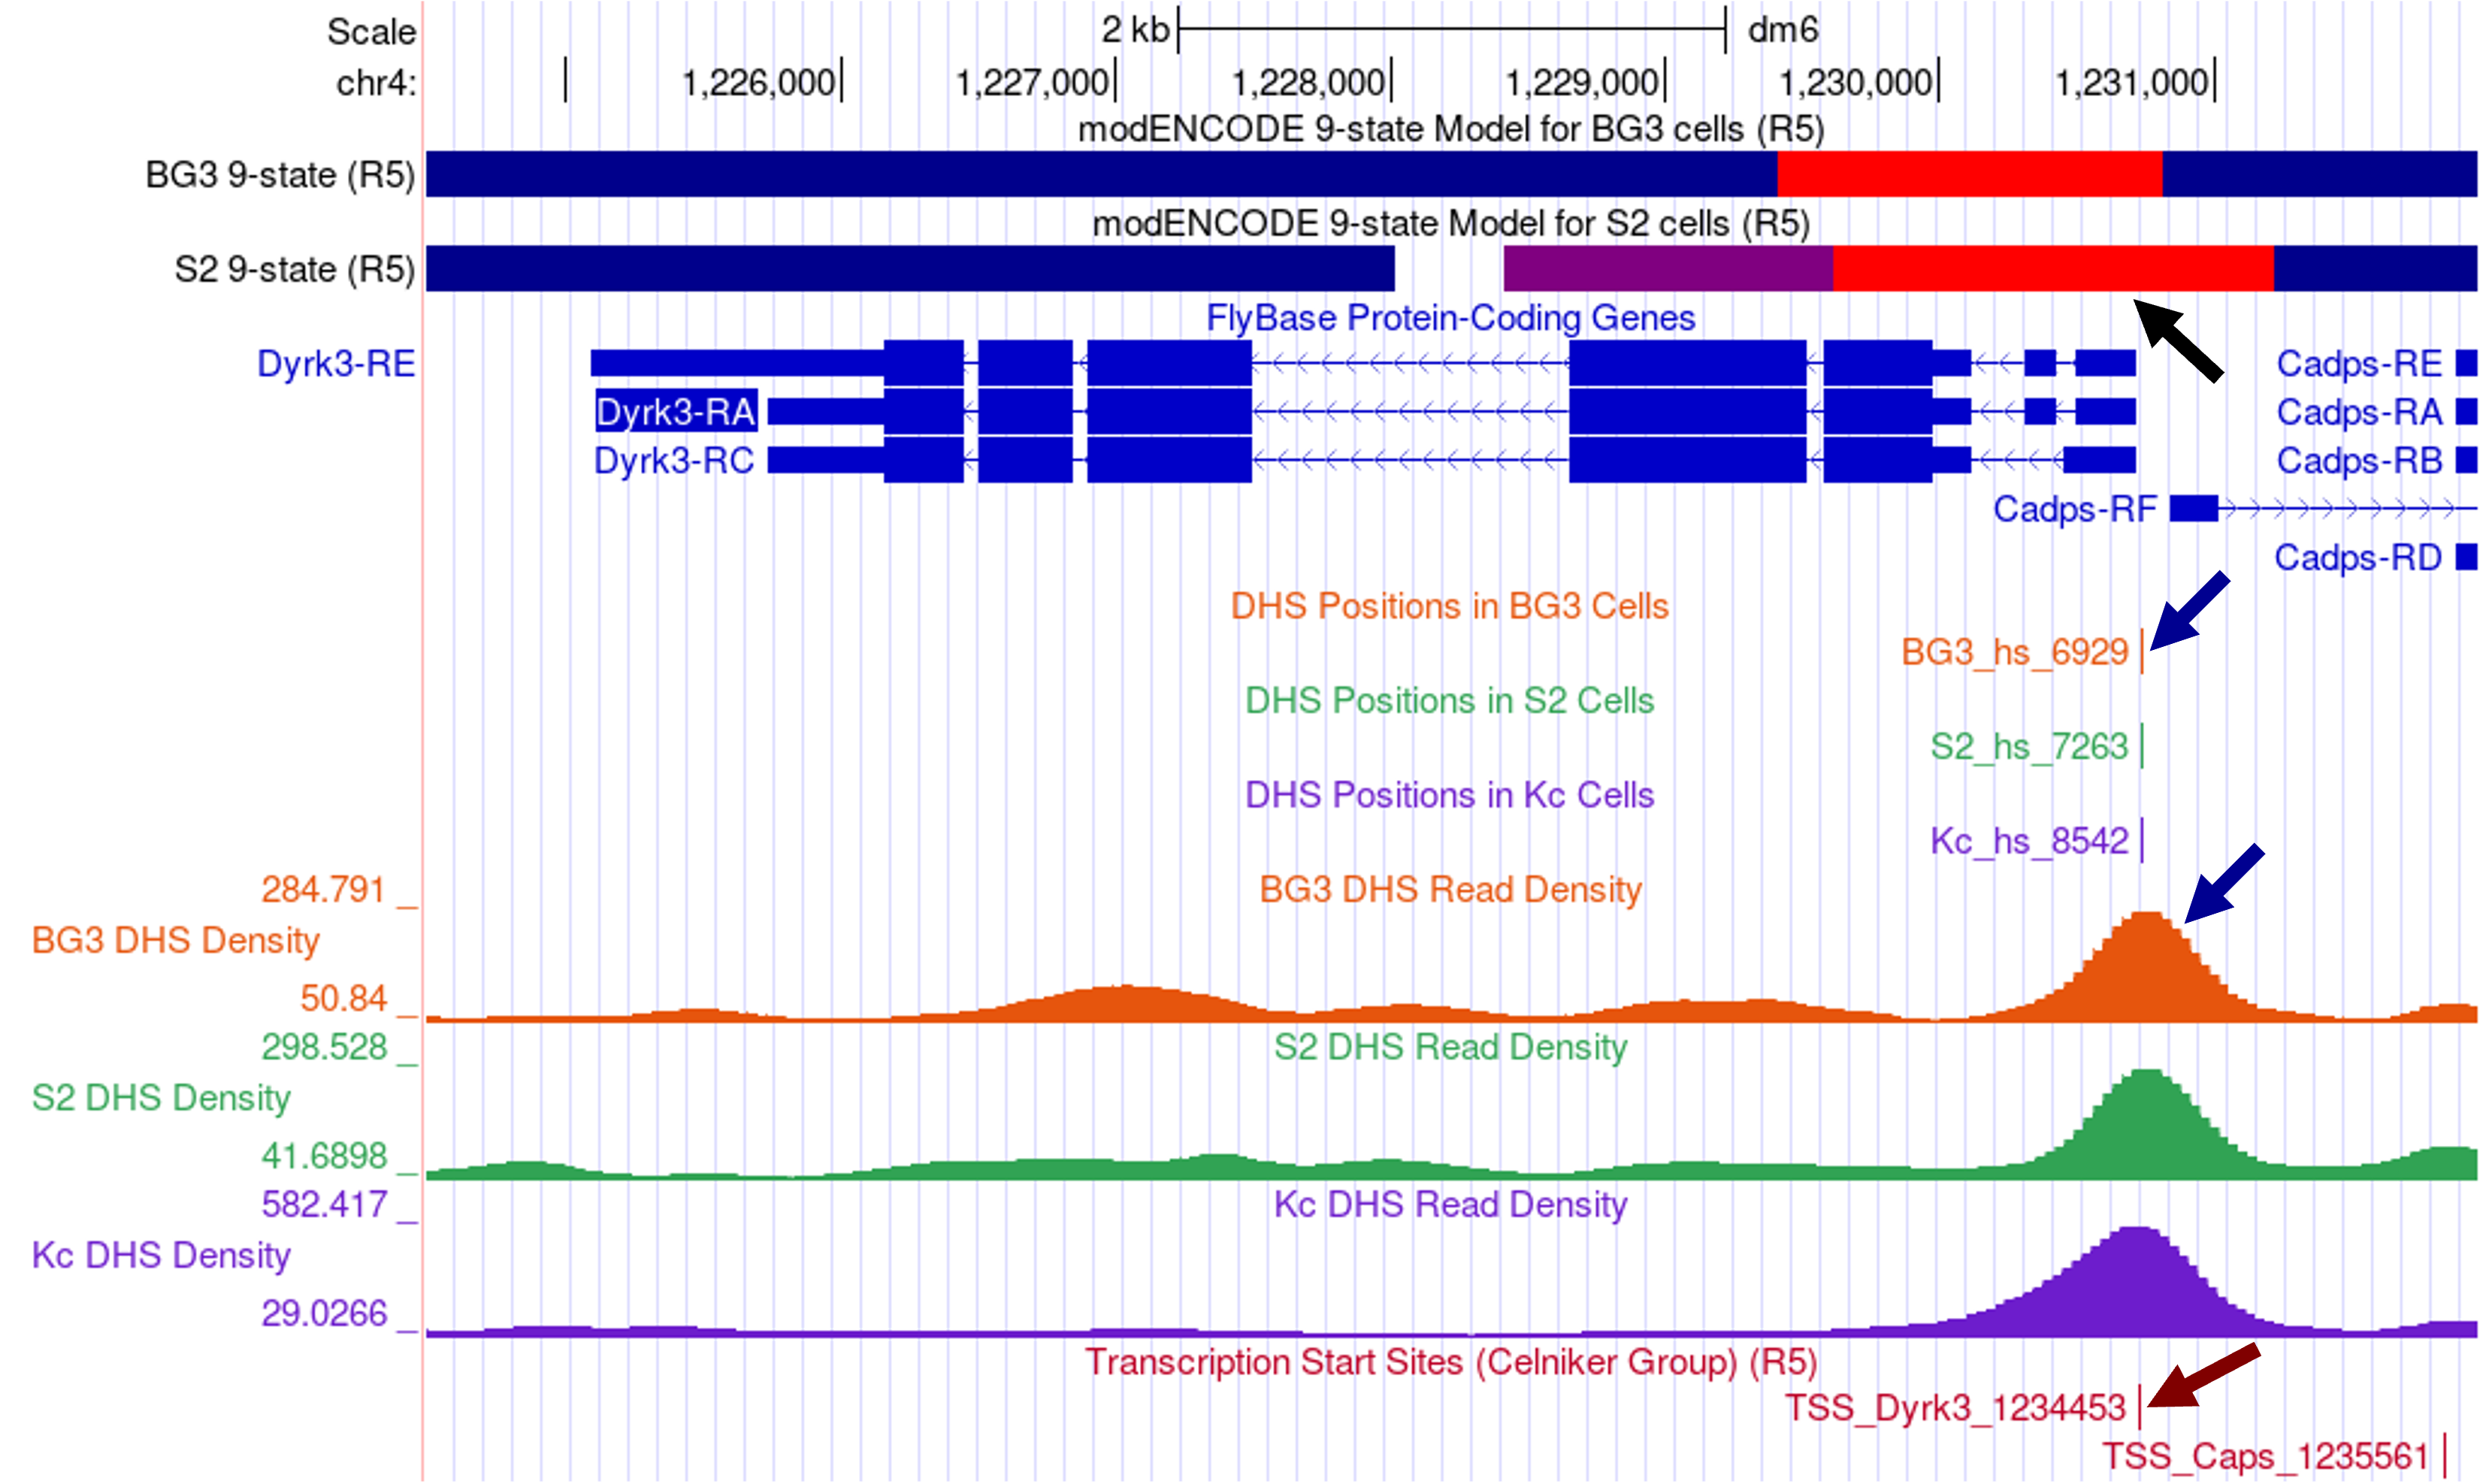 Scale 2 kb dm6
chr4: 1,226,000 1,227,000 1,228,000 1,229,000 1,230,000 1,231,000
modENCODE 9-state Model for BG3 cells (R5)
BG3 9-state (R5)
modENCODE 9-state Model for S2 cells (R5)
S2 9-state (R5)
FlyBase Protein-Coding Genes
Dyrk3-RE Cadps-RE
Dyrk3-RA Cadps-RA
Dyrk3-RC Cadps-RB
Cadps-RF
Cadps-RD
DHS Positions in BG3 Cells
BG3_hs_6929
DHS Positions in S2 Cells
S2_hs_7263
DHS Positions in Kc Cells
Kc_hs_8542
284.791 _ BG3 DHS Read Density
BG3 DHS Density
50.84 _
298.528 _ S2 DHS Read Density
S2 DHS Density
41.6898 _
582.417 _ Kc DHS Read Density
Kc DHS Density
29.0266 _
Transcription Start Sites (Celniker Group) (R5)
TSS_Dyrk3_1234453
TSS_Caps_1235561